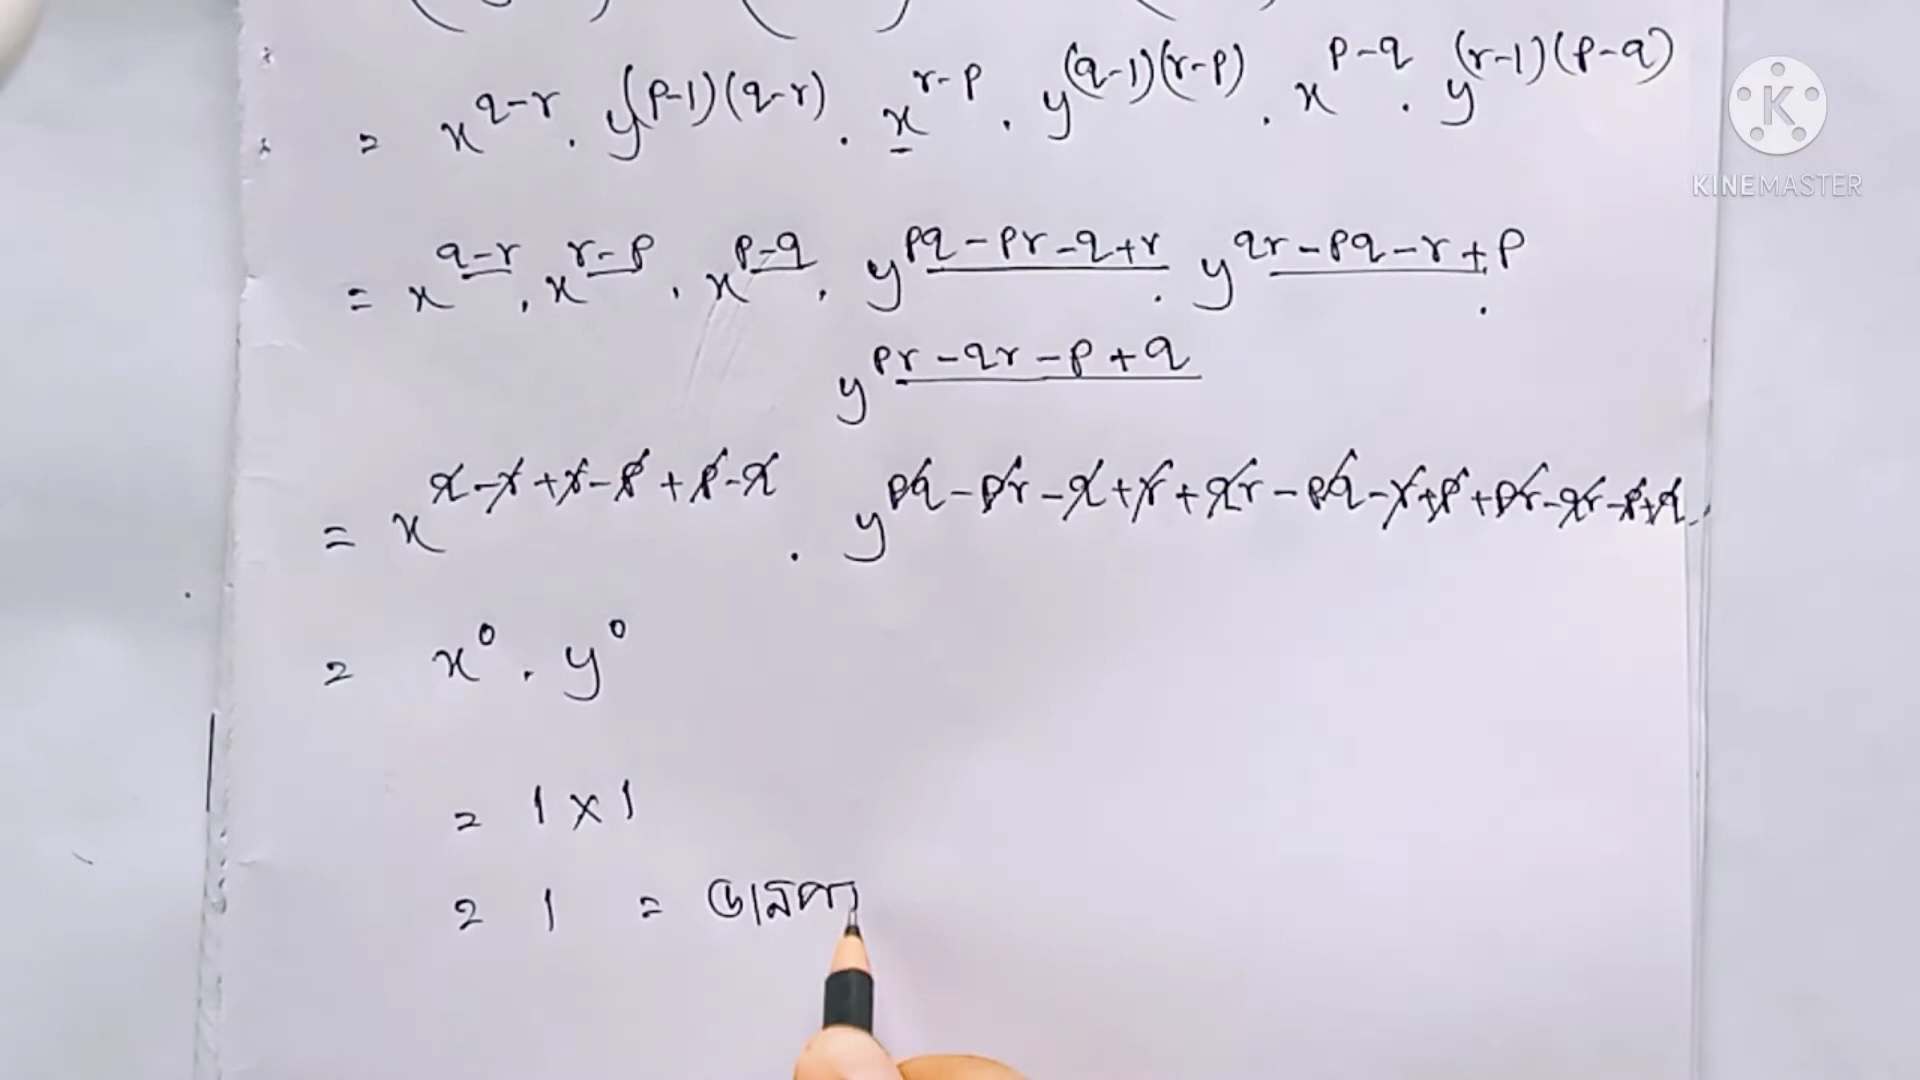 = x^{q-r} . y^{(p-1)(q-r)} . x^{r-p} . y^{(q-1)(r-p)} . x^{p-q} . y^{(r-1)(p-q)}
= x^{q-r} . x^{r-p} . x^{p-q} . y^{pq-pr-q+r} . y^{qr-pq-r+p} .
y^{pr-qr-p+q}
= x^{q-r+r-p+p-q} . y^{pq-pr-q+r+qr-pq-r+p+pr-qr-p+q}
= x^0 . y^0
= 1 × 1
= 1 = ডানপ
K
KINEMASTER